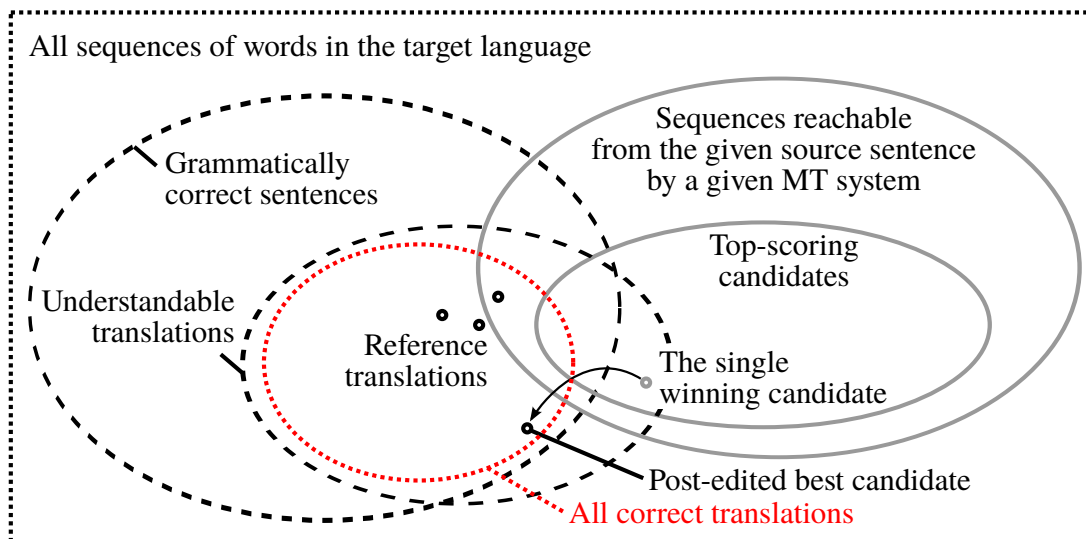 All sequences of words in the target language
Sequences reachable
from the given source sentence
by a given MT system
Grammatically
correct sentences
Top-scoring
candidates
Understandable
translations
Reference
translations
The single
winning candidate
Post-edited best candidate
All correct translations